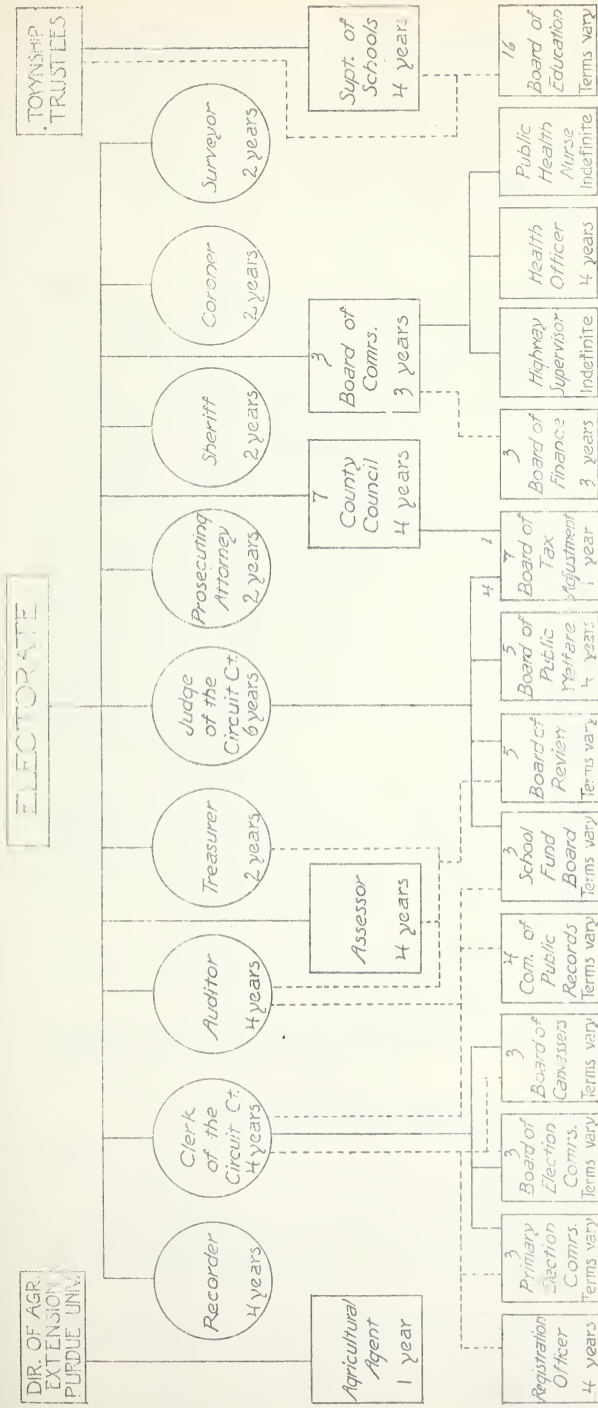 ELECTORATE
DIR. OF AGR.
EXTENSION
PURDUE UNIV.
TOWNSHIP
TRUSTEES
Recorder
4 years
Clerk
of the
Circuit Ct.
4 years
Auditor
4 years
Treasurer
2 years
Judge
of the
Circuit Ct.
6 years
Prosecuting
Attorney
2 years
Sheriff
2 years
Coroner
2 years
Surveyor
2 years
Agricultural
Agent
1 year
Assessor
4 years
7
County
Council
4 years
3
Board of
Comrs.
3 years
Supt. of
Schools
4 years
Registration
Officer
4 years
3
Primary
Election
Comrs.
Terms vary
3
Board of
Election
Comrs.
Terms vary
3
Board of
Canvassers
Terms vary
4
Com. of
Public
Records
Terms vary
3
School
Fund
Board
Terms vary
5
Board of
Review
Terms vary
5
Board of
Public
Welfare
4 years
4
1
7
Board of
Tax
Adjustment
1 year
3
Board of
Finance
3 years
Highway
Supervisor
Indefinite
Health
Officer
4 years
Public
Health
Nurse
Indefinite
16
Board of
Education
Terms vary